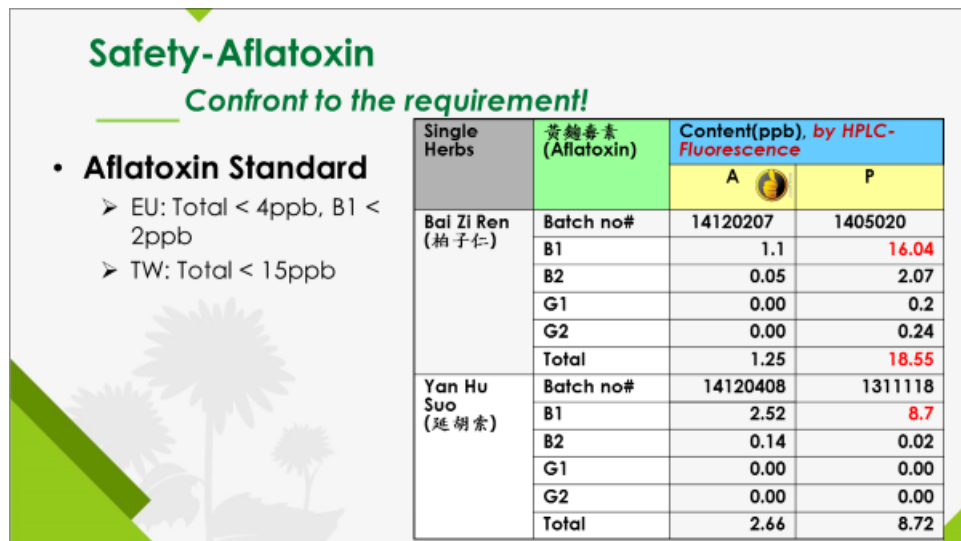 Safety-Aflatoxin
Confront to the requirement!
• Aflatoxin Standard
➢ EU: Total < 4ppb, B1 <
2ppb
➢ TW: Total < 15ppb
Single
Herbs
黃麴毒素
(Aflatoxin)
Content(ppb), by HPLC-
Fluorescence
A P
Bai Zi Ren
(柏子仁)
Batch no# 14120207 1405020
B1 1.1 16.04
B2 0.05 2.07
G1 0.00 0.2
G2 0.00 0.24
Total 1.25 18.55
Yan Hu
Suo
(延胡索)
Batch no# 14120408 1311118
B1 2.52 8.7
B2 0.14 0.02
G1 0.00 0.00
G2 0.00 0.00
Total 2.66 8.72